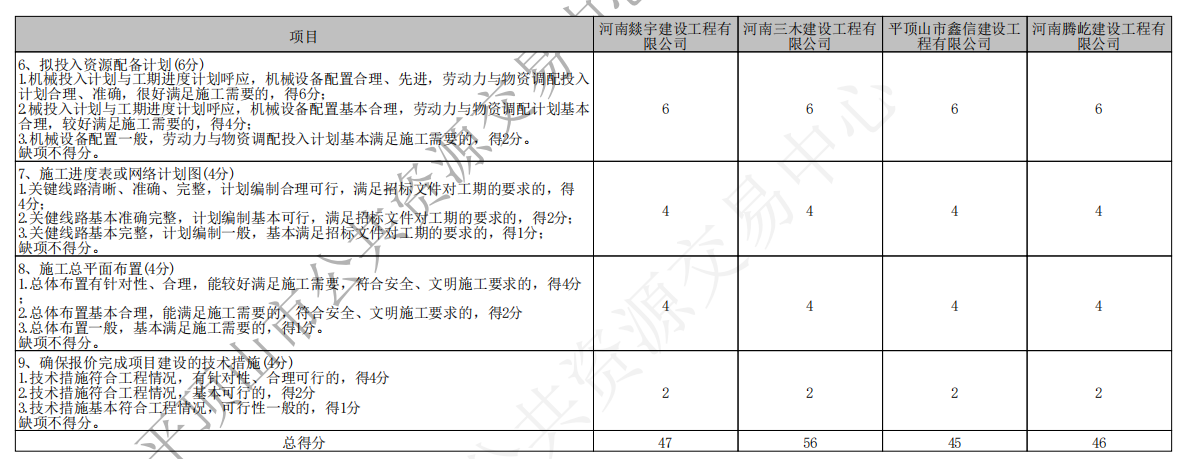 项目
河南燚宇建设工程有
限公司
河南三木建设工程有
限公司
平顶山市鑫信建设工
程有限公司
河南腾屹建设工程有
限公司
6、拟投入资源配备计划(6分)
1.机械投入计划与工期进度计划呼应，机械设备配置合理、先进，劳动力与物资调配投入
计划合理、准确，很好满足施工需要的，得6分；
2.械投入计划与工期进度计划呼应，机械设备配置基本合理，劳动力与物资调配计划基本
合理，较好满足施工需要的，得4分；
3.机械设备配置一般，劳动力与物资调配投入计划基本满足施工需要的，得2分。
缺项不得分。
6
6
6
6
7、施工进度表或网络计划图(4分)
1.关键线路清晰、准确、完整，计划编制合理可行，满足招标文件对工期的要求的，得
4分；
2.关健线路基本准确完整，计划编制基本可行，满足招标文件对工期的要求的，得2分；
3.关健线路基本完整，计划编制一般，基本满足招标文件对工期的要求的，得1分；
缺项不得分。
4
4
4
4
8、施工总平面布置(4分)
1.总体布置有针对性、合理，能较好满足施工需要，符合安全、文明施工要求的，得4分
；
2.总体布置基本合理，能满足施工需要的，符合安全、文明施工要求的，得2分
3.总体布置一般，基本满足施工需要的，得1分。
缺项不得分。
4
4
4
4
9、确保报价完成项目建设的技术措施(4分)
1.技术措施符合工程情况，有针对性、合理可行的，得4分
2.技术措施符合工程情况，基本可行的，得2分
3.技术措施基本符合工程情况，可行性一般的，得1分
缺项不得分。
2
2
2
2
总得分
47
56
45
46
平顶山市公共资源交易中心
公共资源交易中心